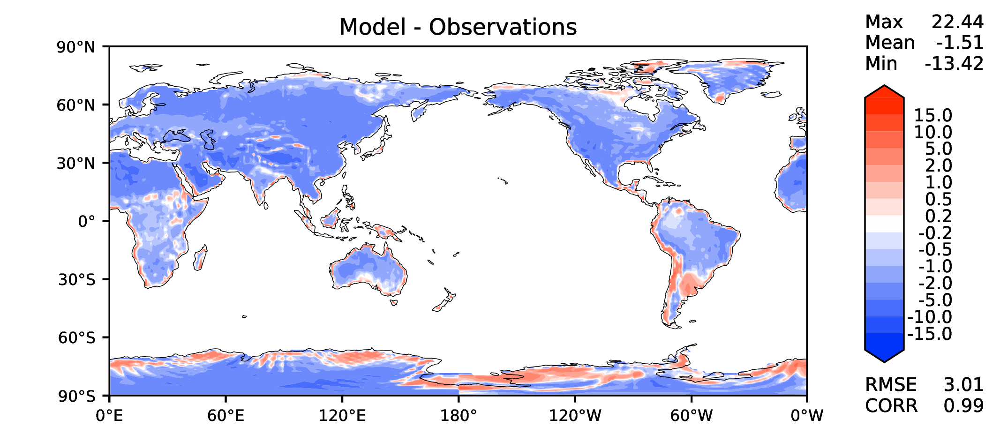 Model - Observations
Max 22.44
Mean -1.51
Min -13.42
90°N
60°N
30°N
0°
30°S
60°S
90°S
0°E
60°E
120°E
180°
120°W
60°W
0°W
15.0
10.0
5.0
2.0
1.0
0.5
0.2
-0.2
-0.5
-1.0
-2.0
-5.0
-10.0
-15.0
RMSE 3.01
CORR 0.99